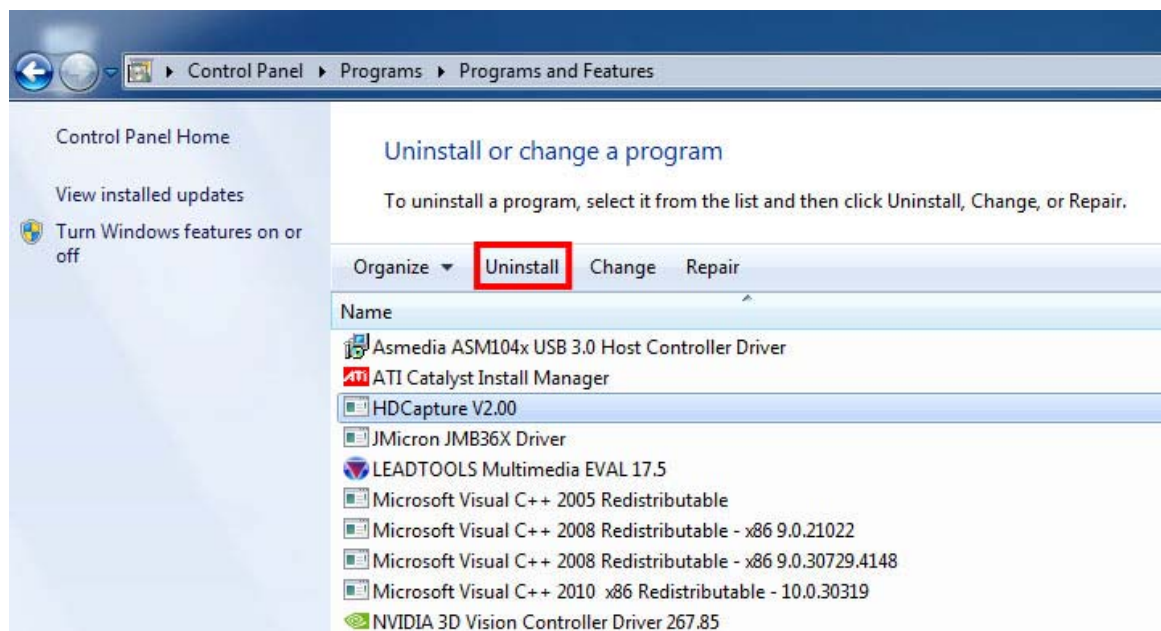 Control Panel ▸ Programs ▸ Programs and Features
Control Panel Home
View installed updates
Turn Windows features on or
off
Uninstall or change a program
To uninstall a program, select it from the list and then click Uninstall, Change, or Repair.
Organize Uninstall Change Repair
Name
Asmedia ASM104x USB 3.0 Host Controller Driver
ATI ATI Catalyst Install Manager
HDCapture V2.00
JMicron JMB36X Driver
LEADTOOLS Multimedia EVAL 17.5
Microsoft Visual C++ 2005 Redistributable
Microsoft Visual C++ 2008 Redistributable - x86 9.0.21022
Microsoft Visual C++ 2008 Redistributable - x86 9.0.30729.4148
Microsoft Visual C++ 2010  x86 Redistributable - 10.0.30319
NVIDIA 3D Vision Controller Driver 267.85